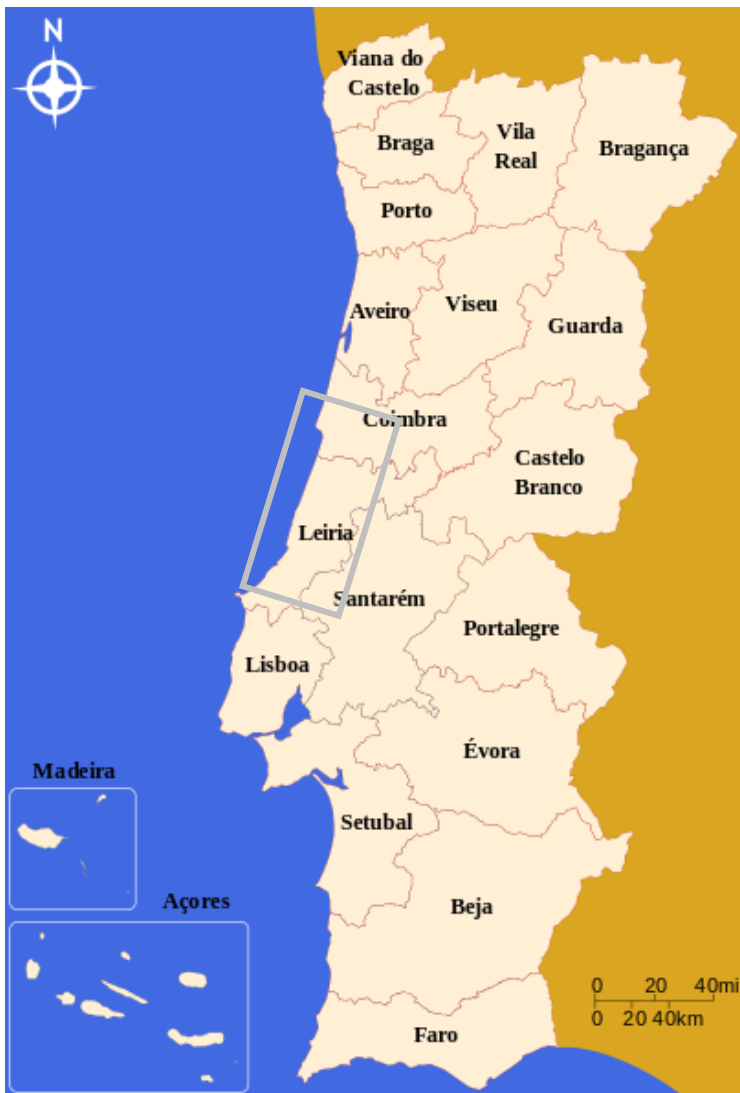 N
Viana do
Castelo
Braga
Vila
Real
Bragança
Porto
Aveiro
Viseu
Guarda
Coimbra
Castelo
Branco
Leiria
Santarém
Portalegre
Lisboa
Évora
Madeira
Setubal
Açores
Beja
0 20 40mi
0 20 40km
Faro